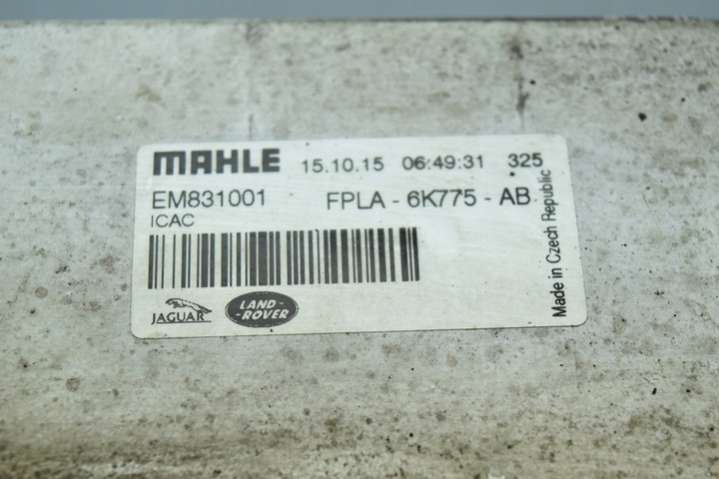 MAHLE 15.10.15 06:49:31 325
EM831001 FPLA - 6K775 - AB
ICAC
JAGUAR LAND-
-ROVER
Made in Czech Republic